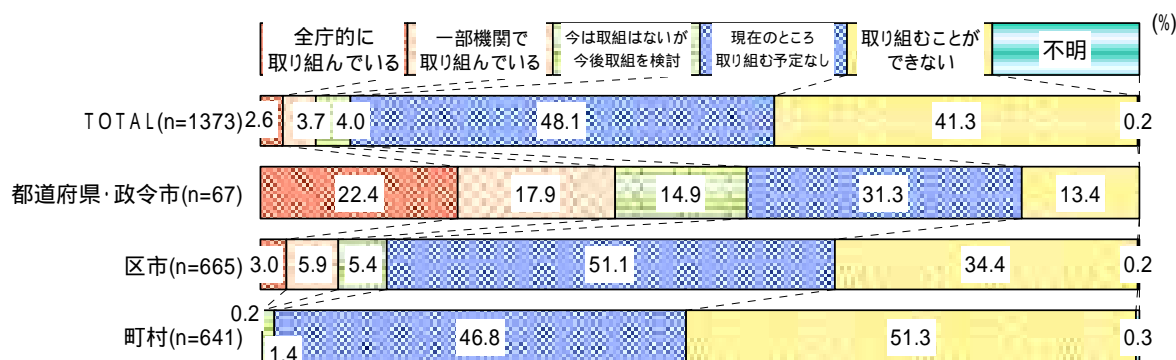 (%)
全庁的に
取り組んでいる
一部機関で
取り組んでいる
今は取組はないが
今後取組を検討
現在のところ
取り組む予定なし
取り組むことが
できない
不明
TOTAL(n=1373) 2.6 3.7 4.0 48.1 41.3 0.2
都道府県・政令市(n=67) 22.4 17.9 14.9 31.3 13.4
区市(n=665) 3.0 5.9 5.4 51.1 34.4 0.2
町村(n=641) 0.2 1.4 46.8 51.3 0.3